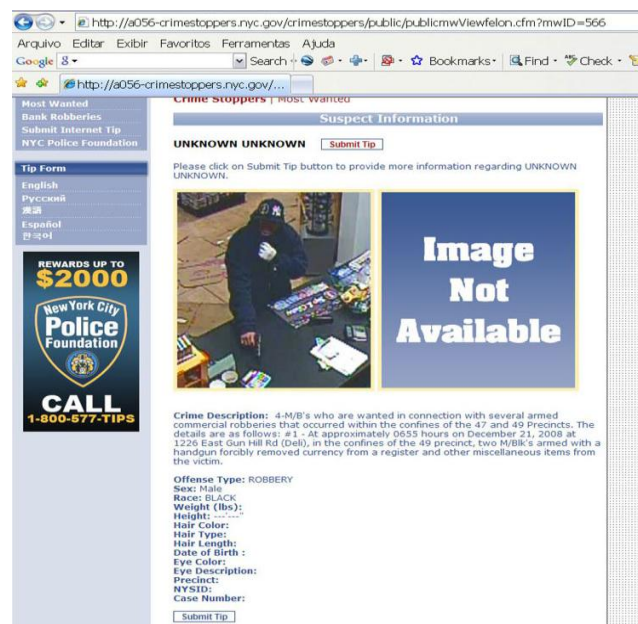 http://a056-crimestoppers.nyc.gov/crimestoppers/public/publicmwViewfelon.cfm?mwID=566
Arquivo Editar Exibir Favoritos Ferramentas Ajuda
Google Search Bookmarks Find Check
http://a056-crimestoppers.nyc.gov/...
Most Wanted
Bank Robberies
Submit Internet Tip
NYC Police Foundation
Tip Form
English
Русский
漢語
Español
한국어
REWARDS UP TO
$2000
New York City
Police
Foundation
CALL
1-800-577-TIPS
Crime Stoppers | Most Wanted
Suspect Information
UNKNOWN UNKNOWN Submit Tip
Please click on Submit Tip button to provide more information regarding UNKNOWN
UNKNOWN.
Image
Not
Available
Crime Description: 4-M/B's who are wanted in connection with several armed
commercial robberies that occurred within the confines of the 47 and 49 Precincts. The
details are as follows: #1 - At approximately 0655 hours on December 21, 2008 at
1226 East Gun Hill Rd (Deli), in the confines of the 49 precinct, two M/Blk's armed with a
handgun forcibly removed currency from a register and other miscellaneous items from
the victim.
Offense Type: ROBBERY
Sex: Male
Race: BLACK
Weight (lbs):
Height: ---'---"
Hair Color:
Hair Type:
Hair Length:
Date of Birth :
Eye Color:
Eye Description:
Precinct:
NYSID:
Case Number:
Submit Tip